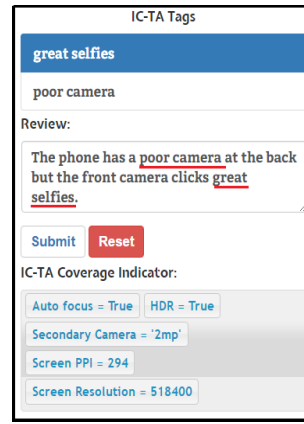 IC-TA Tags
great selfies
poor camera
Review:
The phone has a poor camera at the back
but the front camera clicks great
selfies.
Submit Reset
IC-TA Coverage Indicator:
Auto focus = True HDR = True
Secondary Camera = '2mp'
Screen PPI = 294
Screen Resolution = 518400